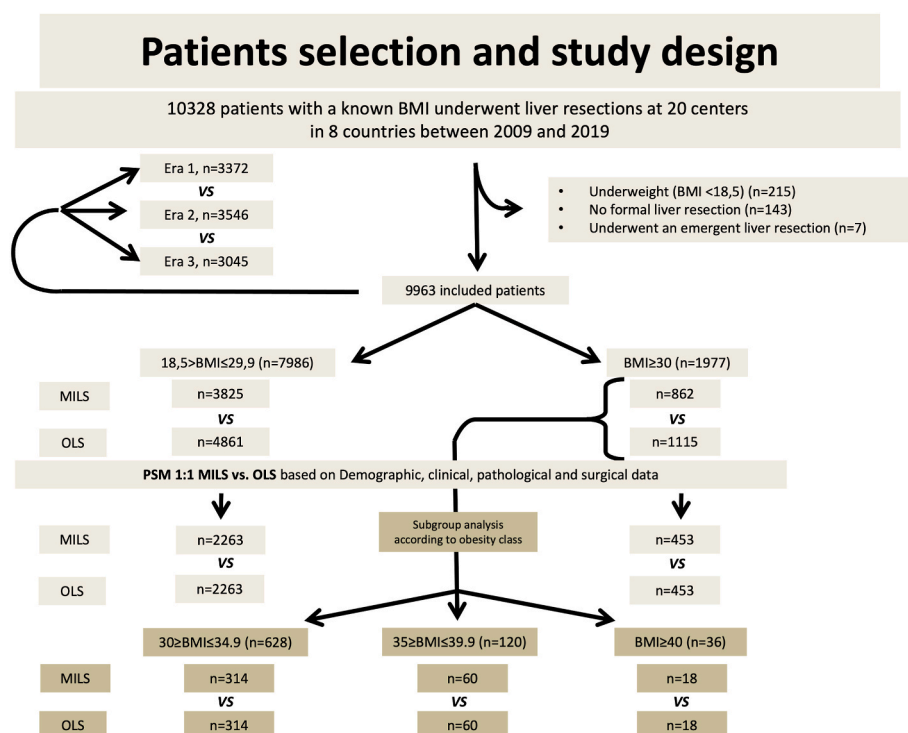 Patients selection and study design
10328 patients with a known BMI underwent liver resections at 20 centers
in 8 countries between 2009 and 2019
Era 1, n=3372
VS
Era 2, n=3546
VS
Era 3, n=3045
• Underweight (BMI <18,5) (n=215)
• No formal liver resection (n=143)
• Underwent an emergent liver resection (n=7)
9963 included patients
18,5>BMI≤29,9 (n=7986)
BMI≥30 (n=1977)
MILS
n=3825
n=862
VS
VS
OLS
n=4861
n=1115
PSM 1:1 MILS vs. OLS based on Demographic, clinical, pathological and surgical data
Subgroup analysis
according to obesity class
MILS
n=2263
n=453
VS
VS
OLS
n=2263
n=453
30≥BMI≤34.9 (n=628)
35≥BMI≤39.9 (n=120)
BMI≥40 (n=36)
MILS
n=314
n=60
n=18
VS
VS
VS
OLS
n=314
n=60
n=18